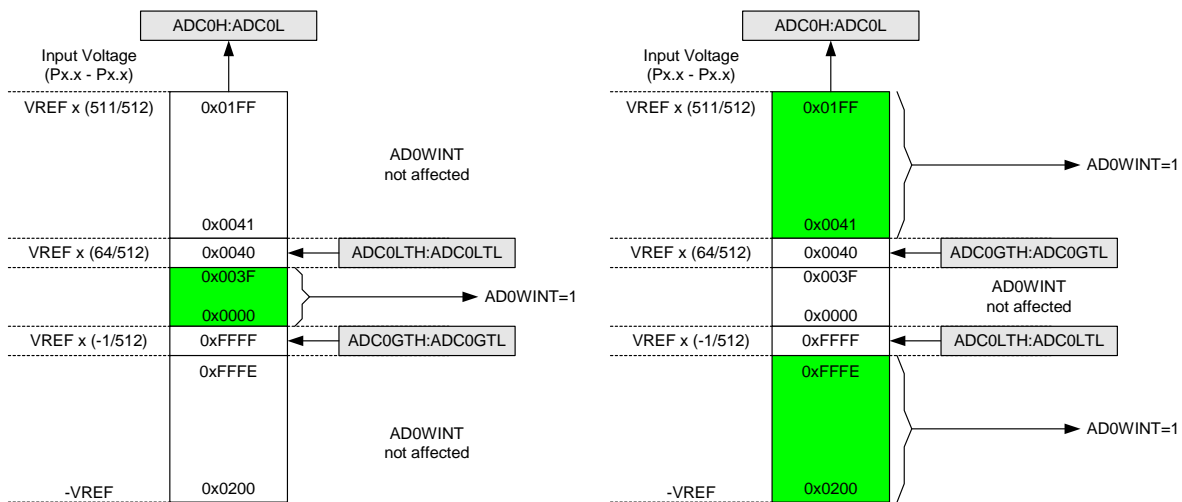 ADC0H:ADC0L
Input Voltage
(Px.x - Px.x)
VREF x (511/512)
0x01FF
AD0WINT
not affected
0x0041
VREF x (64/512)
0x0040
ADC0LTH:ADC0LTL
0x003F
AD0WINT=1
0x0000
VREF x (-1/512)
0xFFFF
ADC0GTH:ADC0GTL
0xFFFE
AD0WINT
not affected
-VREF
0x0200
ADC0H:ADC0L
Input Voltage
(Px.x - Px.x)
VREF x (511/512)
0x01FF
AD0WINT=1
0x0041
VREF x (64/512)
0x0040
ADC0GTH:ADC0GTL
0x003F
AD0WINT
not affected
0x0000
VREF x (-1/512)
0xFFFF
ADC0LTH:ADC0LTL
0xFFFE
AD0WINT=1
-VREF
0x0200